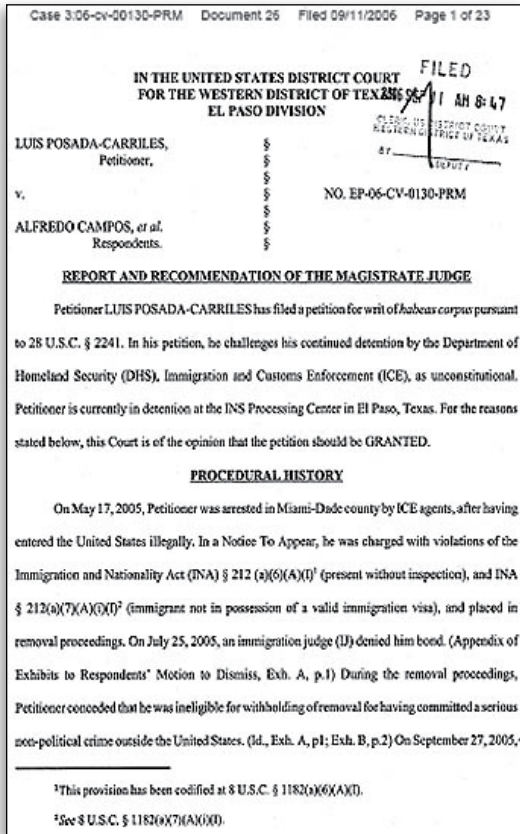 Case 3:06-cv-00130-PRM Document 26 Filed 09/11/2006 Page 1 of 23
FILED
IN THE UNITED STATES DISTRICT COURT
FOR THE WESTERN DISTRICT OF TEXAS
2006 SEP 11 AM 8:47
EL PASO DIVISION
CLERK, US DISTRICT COURT
WESTERN DISTRICT OF TEXAS
BY
DEPUTY
LUIS POSADA-CARRILES, §
Petitioner, §
§
v. § NO. EP-06-CV-0130-PRM
§
ALFREDO CAMPOS, et al. §
Respondents. §
REPORT AND RECOMMENDATION OF THE MAGISTRATE JUDGE
Petitioner LUIS POSADA-CARRILES has filed a petition for writ of habeas corpus pursuant
to 28 U.S.C. § 2241. In his petition, he challenges his continued detention by the Department of
Homeland Security (DHS), Immigration and Customs Enforcement (ICE), as unconstitutional.
Petitioner is currently in detention at the INS Processing Center in El Paso, Texas. For the reasons
stated below, this Court is of the opinion that the petition should be GRANTED.
PROCEDURAL HISTORY
On May 17, 2005, Petitioner was arrested in Miami-Dade county by ICE agents, after having
entered the United States illegally. In a Notice To Appear, he was charged with violations of the
Immigration and Nationality Act (INA) § 212 (a)(6)(A)(I)¹ (present without inspection), and INA
§ 212(a)(7)(A)(i)(I)² (immigrant not in possession of a valid immigration visa), and placed in
removal proceedings. On July 25, 2005, an immigration judge (IJ) denied him bond. (Appendix of
Exhibits to Respondents' Motion to Dismiss, Exh. A, p.1) During the removal proceedings,
Petitioner conceded that he was ineligible for withholding of removal for having committed a serious
non-political crime outside the United States. (Id., Exh. A, p1; Exh. B, p.2) On September 27, 2005,
¹This provision has been codified at 8 U.S.C. § 1182(a)(6)(A)(I).
²See 8 U.S.C. § 1182(a)(7)(A)(i)(I).